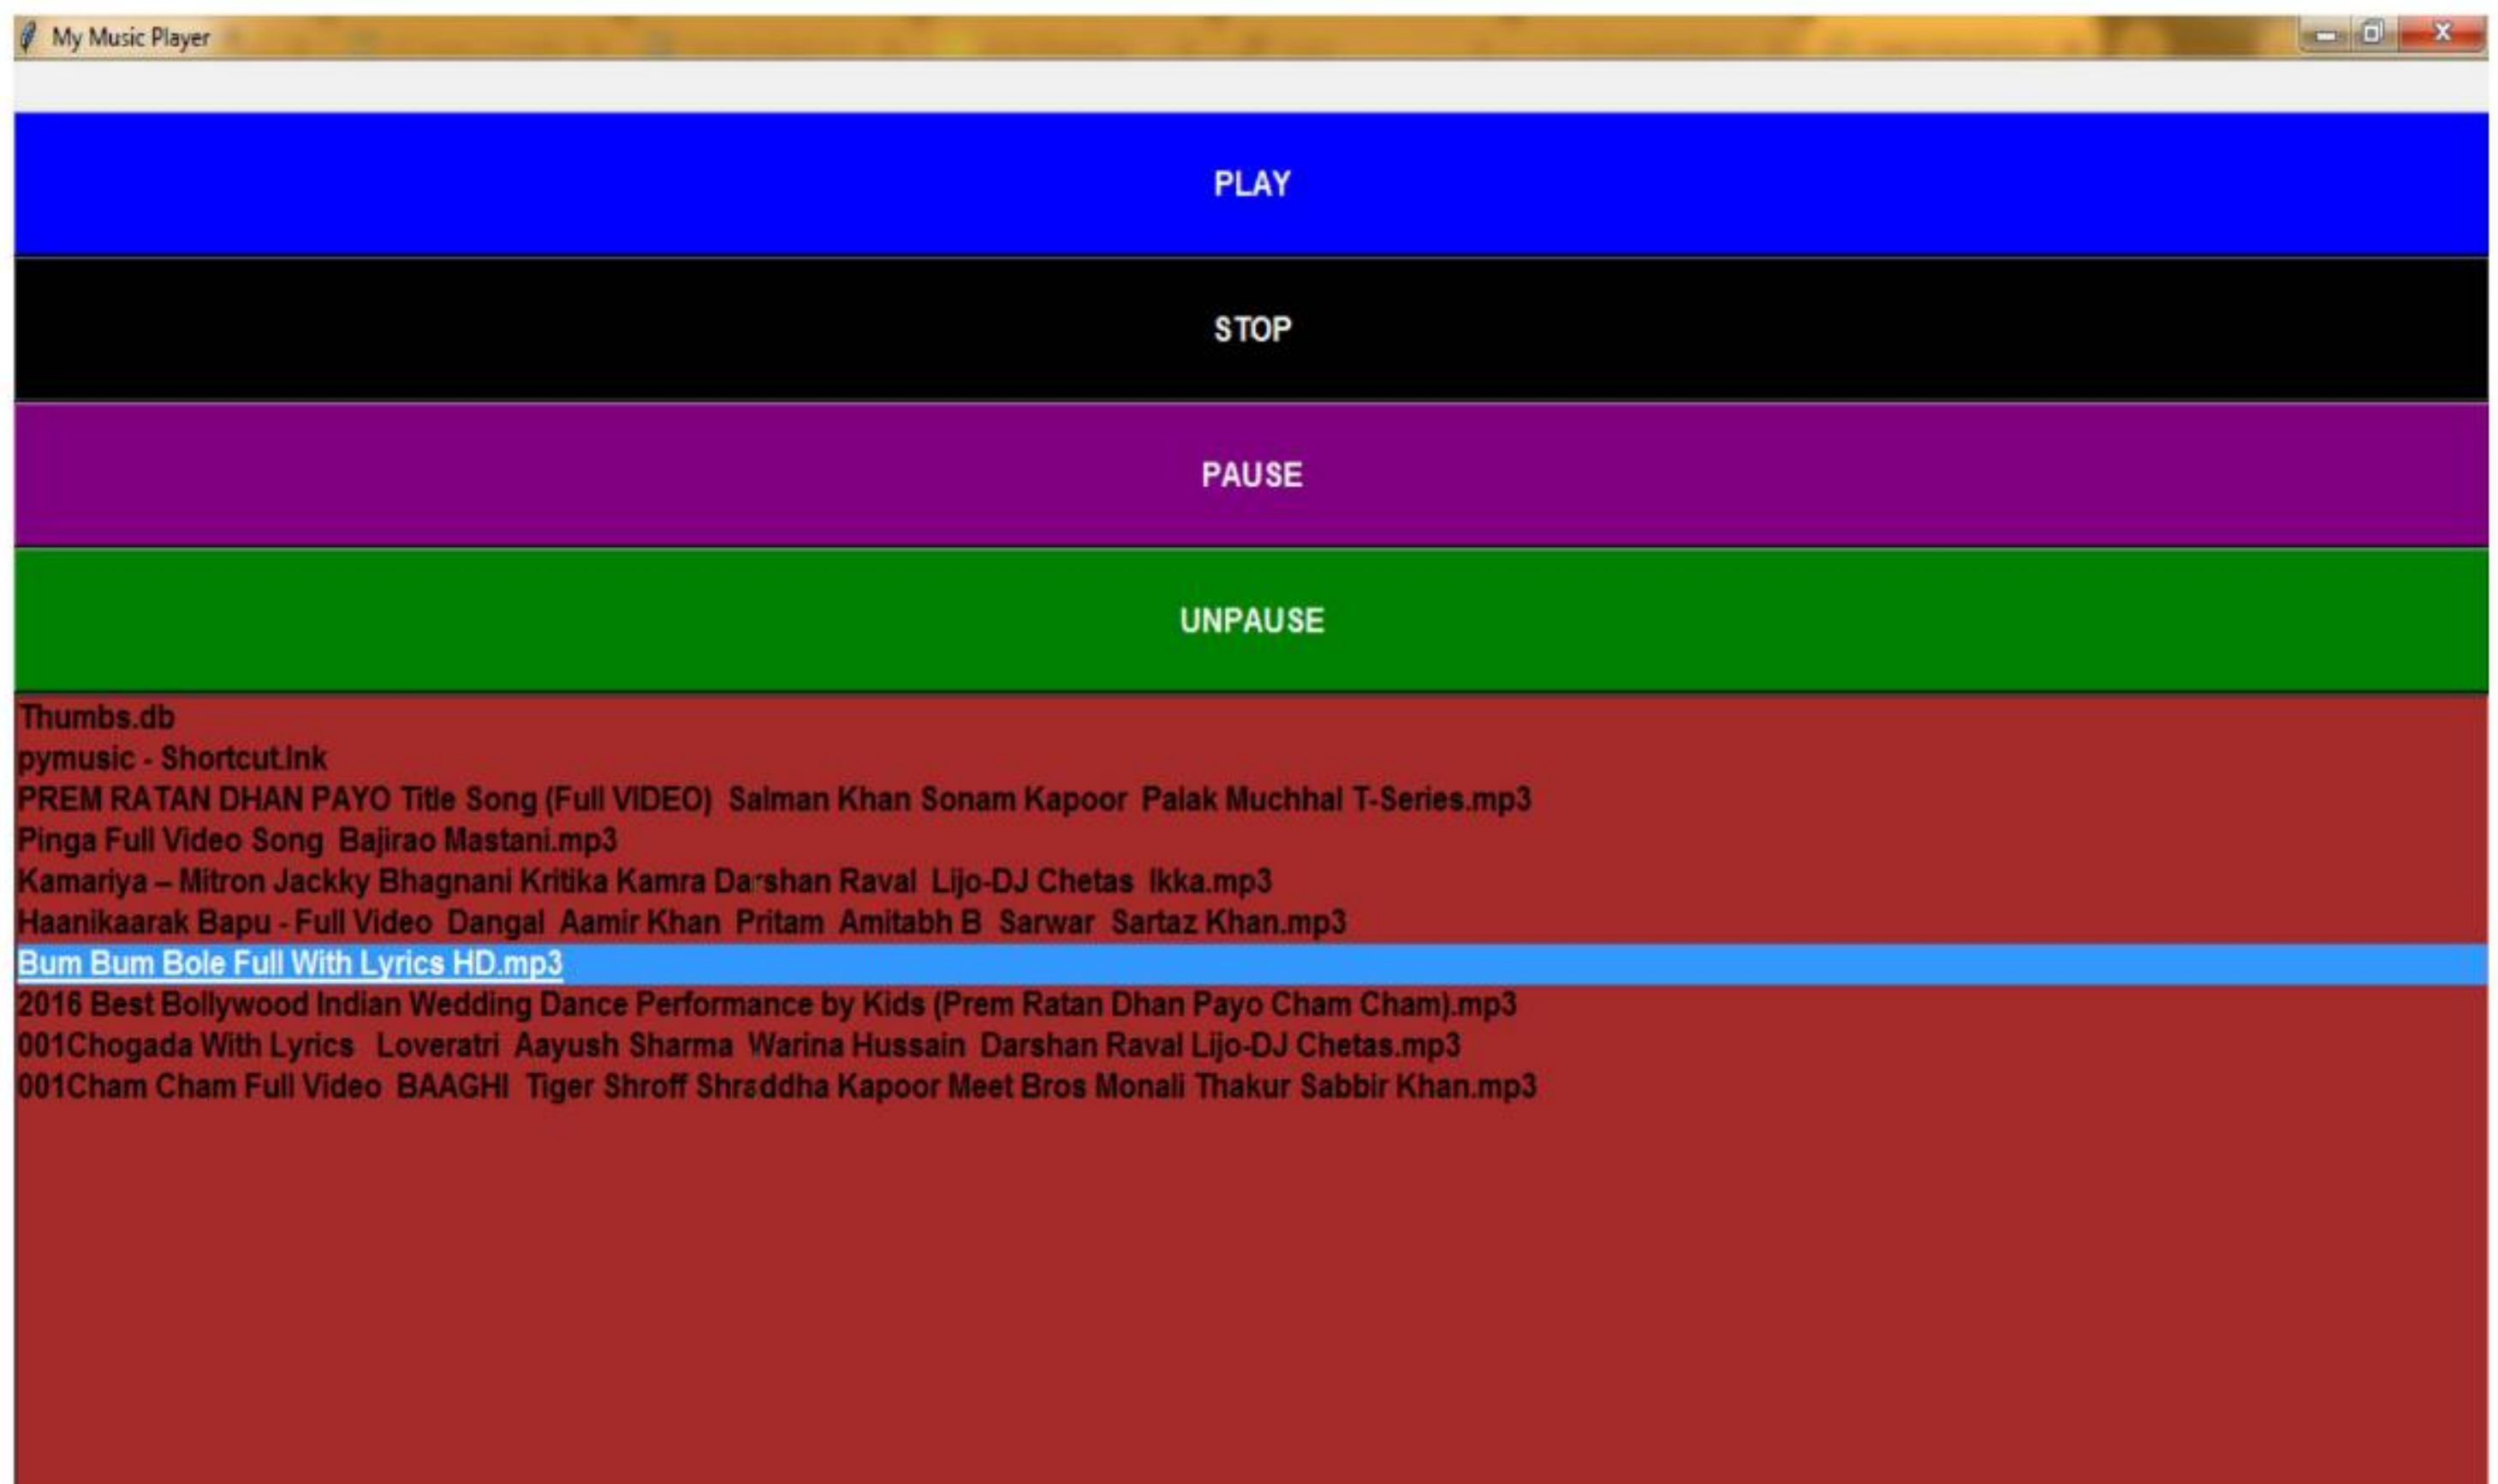 My Music Player
PLAY
STOP
PAUSE
UNPAUSE
Thumbs.db
pymusic - Shortcut.lnk
PREM RATAN DHAN PAYO Title Song (Full VIDEO)  Salman Khan Sonam Kapoor  Palak Muchhal T-Series.mp3
Pinga Full Video Song  Bajirao Mastani.mp3
Kamariya – Mitron Jackky Bhagnani Kritika Kamra Darshan Raval  Lijo-DJ Chetas  Ikka.mp3
Haanikaarak Bapu - Full Video  Dangal  Aamir Khan  Pritam  Amitabh B  Sarwar  Sartaz Khan.mp3
Bum Bum Bole Full With Lyrics HD.mp3
2016 Best Bollywood Indian Wedding Dance Performance by Kids (Prem Ratan Dhan Payo Cham Cham).mp3
001Chogada With Lyrics   Loveratri  Aayush Sharma  Warina Hussain  Darshan Raval Lijo-DJ Chetas.mp3
001Cham Cham Full Video  BAAGHI  Tiger Shroff Shraddha Kapoor Meet Bros Monali Thakur Sabbir Khan.mp3